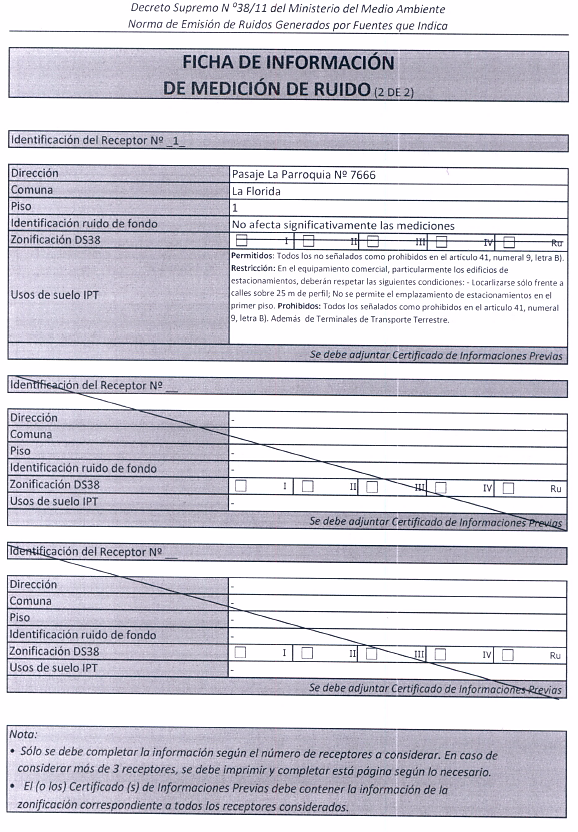 Decreto Supremo N º38/11 del Ministerio del Medio Ambiente
Norma de Emisión de Ruidos Generados por Fuentes que Indica
FICHA DE INFORMACIÓN
DE MEDICIÓN DE RUIDO (2 DE 2)
Identificación del Receptor Nº _1_
Dirección Pasaje La Parroquia Nº 7666
Comuna La Florida
Piso 1
Identificación ruido de fondo No afecta significativamente las mediciones
Zonificación DS38 I II III IV Ru
Usos de suelo IPT
Permitidos: Todos los no señalados como prohibidos en el artículo 41, numeral 9, letra B).
Restricción: En el equipamiento comercial, particularmente los edificios de
estacionamientos, deberán respetar las siguientes condiciones: - Locarlizarse sólo frente a
calles sobre 25 m de perfil; No se permite el emplazamiento de estacionamientos en el
primer piso. Prohibidos: Todos los señalados como prohibidos en el articulo 41, numeral
9, letra B). Además de Terminales de Transporte Terrestre.
Se debe adjuntar Certificado de Informaciones Previas
Identificación del Receptor Nº __
Dirección -
Comuna -
Piso -
Identificación ruido de fondo -
Zonificación DS38 I II III IV Ru
Usos de suelo IPT -
Se debe adjuntar Certificado de Informaciones Previas
Identificación del Receptor Nº __
Dirección -
Comuna -
Piso -
Identificación ruido de fondo -
Zonificación DS38 I II III IV Ru
Usos de suelo IPT -
Se debe adjuntar Certificado de Informaciones Previas
Nota:
• Sólo se debe completar la información según el número de receptores a considerar. En caso de
considerar más de 3 receptores, se debe imprimir y completar está página según lo necesario.
• El (o los) Certificado (s) de Informaciones Previas debe contener la información de la
zonificación correspondiente a todos los receptores considerados.